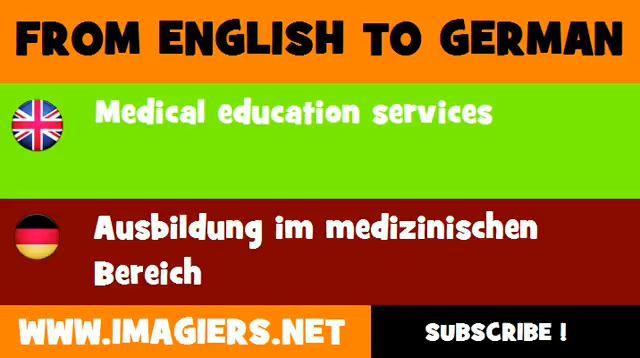 FROM ENGLISH TO GERMAN
Medical education services
Ausbildung im medizinischen
Bereich
WWW.IMAGIERS.NET
SUBSCRIBE !